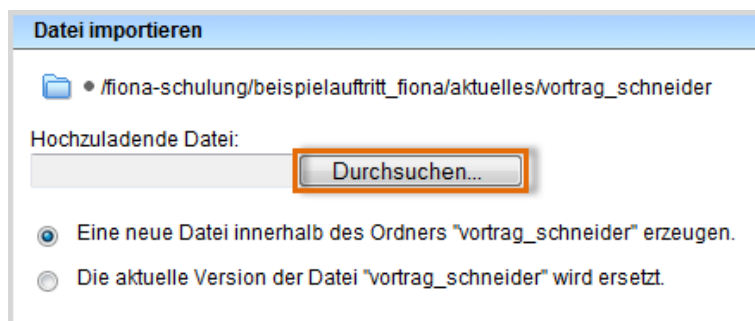 Datei importieren
/fiona-schulung/beispielauftritt_fiona/aktuelles/vortrag_schneider
Hochzuladende Datei:
Durchsuchen...
Eine neue Datei innerhalb des Ordners "vortrag_schneider" erzeugen.
Die aktuelle Version der Datei "vortrag_schneider" wird ersetzt.